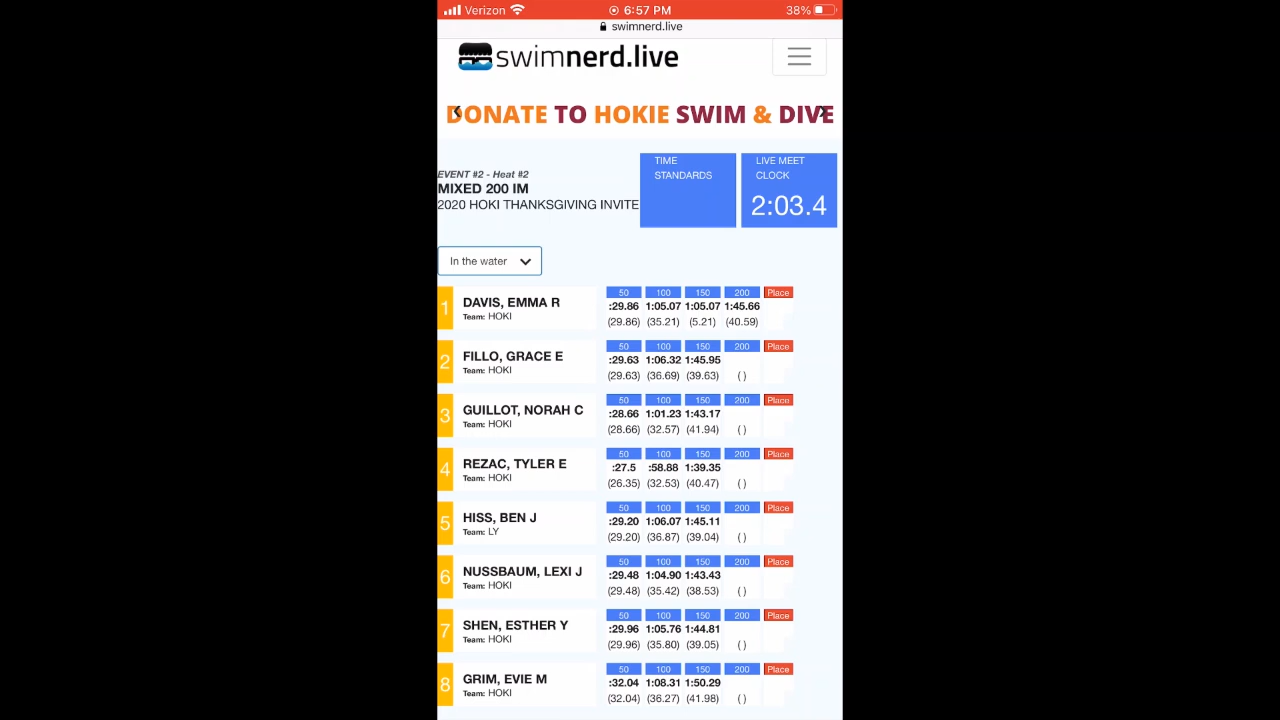 Verizon 6:57 PM 38%
swimnerd.live
swimnerd.live
DONATE TO HOKIE SWIM & DIVE
EVENT #2 - Heat #2
MIXED 200 IM
2020 HOKI THANKSGIVING INVITE
TIME STANDARDS
LIVE MEET CLOCK
2:03.4
In the water
1 DAVIS, EMMA R
Team: HOKI
50 100 150 200 Place
:29.86 1:05.07 1:05.07 1:45.66
(29.86) (35.21) (5.21) (40.59)
2 FILLO, GRACE E
Team: HOKI
50 100 150 200 Place
:29.63 1:06.32 1:45.95
(29.63) (36.69) (39.63) ( )
3 GUILLOT, NORAH C
Team: HOKI
50 100 150 200 Place
:28.66 1:01.23 1:43.17
(28.66) (32.57) (41.94) ( )
4 REZAC, TYLER E
Team: HOKI
50 100 150 200 Place
:27.5 :58.88 1:39.35
(26.35) (32.53) (40.47) ( )
5 HISS, BEN J
Team: LY
50 100 150 200 Place
:29.20 1:06.07 1:45.11
(29.20) (36.87) (39.04) ( )
6 NUSSBAUM, LEXI J
Team: HOKI
50 100 150 200 Place
:29.48 1:04.90 1:43.43
(29.48) (35.42) (38.53) ( )
7 SHEN, ESTHER Y
Team: HOKI
50 100 150 200 Place
:29.96 1:05.76 1:44.81
(29.96) (35.80) (39.05) ( )
8 GRIM, EVIE M
Team: HOKI
50 100 150 200 Place
:32.04 1:08.31 1:50.29
(32.04) (36.27) (41.98) ( )